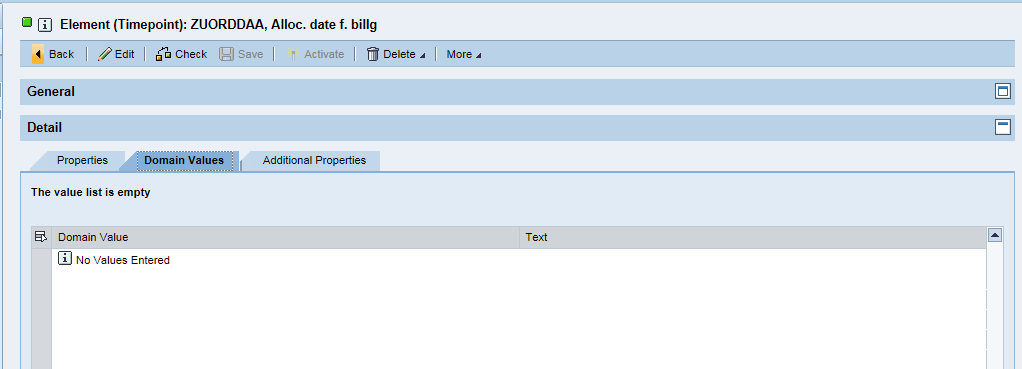 Element (Timepoint): ZUORDDAA, Alloc. date f. billg
Back Edit Check Save Activate Delete More
General
Detail
Properties Domain Values Additional Properties
The value list is empty
Domain Value Text
No Values Entered